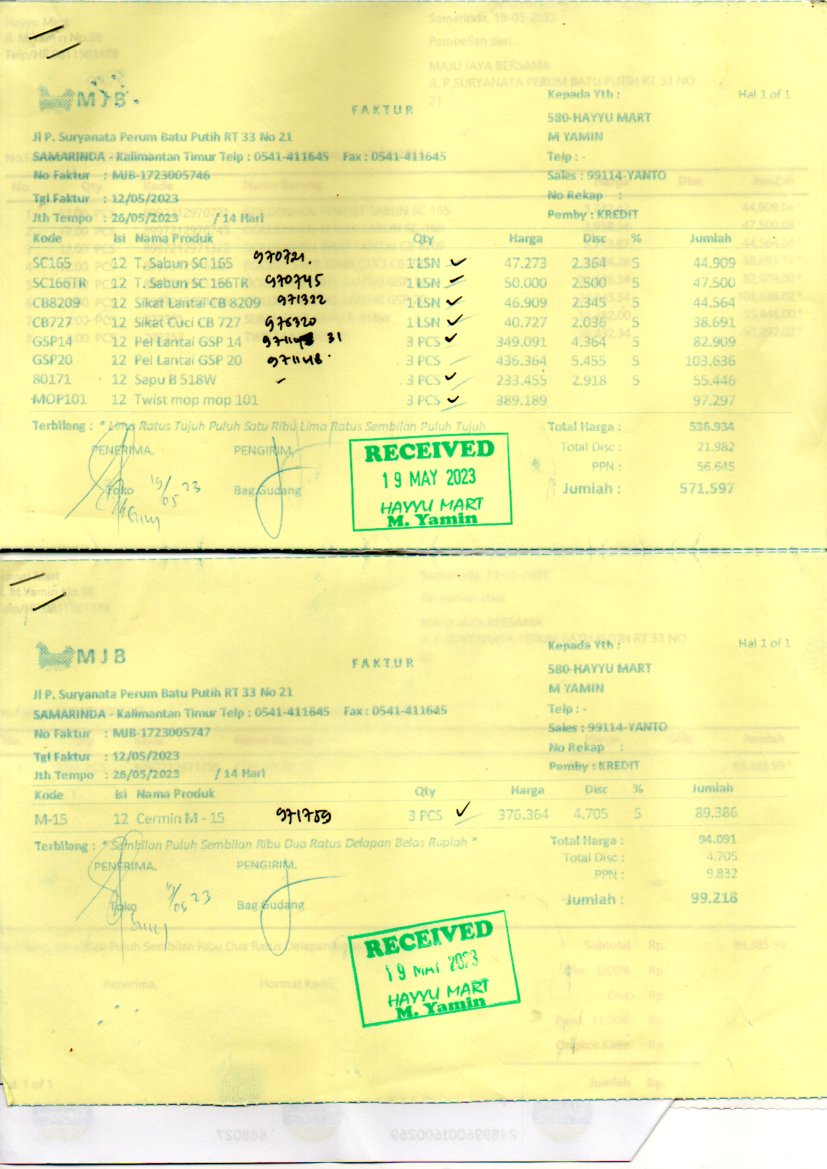 MJB
FAKTUR
Kepada Yth :
Hal 1 of 1
580-HAYYU MART
Jl P. Suryanata Perum Batu Putih RT 33 No 21
M YAMIN
SAMARINDA - Kalimantan Timur Telp : 0541-411645 Fax : 0541-411645
Telp : -
No Faktur : MJB-1723005746
Sales : 99114-YANTO
Tgl Faktur : 12/05/2023
No Rekap :
Jth Tempo : 26/05/2023 / 14 Hari
Pemby : KREDIT
Kode Isi Nama Produk Qty Harga Disc % Jumlah
SC165 12 T. Sabun SC 165 970721. 1 LSN ✓ 47.273 2.364 5 44.909
SC166TR 12 T. Sabun SC 166TR 970745 1 LSN 50.000 2.500 5 47.500
CB8209 12 Sikat Lantai CB 8209 971322 1 LSN ✓ 46.909 2.345 5 44.564
CB727 12 Sikat Cuci CB 727 976320 1 LSN ✓ 40.727 2.036 5 38.691
GSP14 12 Pel Lantai GSP 14 31 3 PCS ✓ 349.091 4.364 5 82.909
GSP20 12 Pel Lantai GSP 20 971148. 3 PCS 436.364 5.455 5 103.636
80171 12 Sapu B 518W - 3 PCS ✓ 233.455 2.918 5 55.446
MOP101 12 Twist mop mop 101 3 PCS ✓ 389.189 97.297
Terbilang : * Lima Ratus Tujuh Puluh Satu Ribu Lima Ratus Sembilan Puluh Tujuh
Total Harga : 536.934
PENERIMA, PENGIRIM,
Total Disc : 21.982
PPN : 56.645
Jumlah : 571.597
Toko 19/05 23
Bag.Gudang
RECEIVED
19 MAY 2023
HAYYU MART
M. Yamin
MJB
FAKTUR
Kepada Yth :
Hal 1 of 1
580-HAYYU MART
Jl P. Suryanata Perum Batu Putih RT 33 No 21
M YAMIN
SAMARINDA - Kalimantan Timur Telp : 0541-411645 Fax : 0541-411645
Telp : -
No Faktur : MJB-1723005747
Sales : 99114-YANTO
Tgl Faktur : 12/05/2023
No Rekap :
Jth Tempo : 26/05/2023 / 14 Hari
Pemby : KREDIT
Kode Isi Nama Produk Qty Harga Disc % Jumlah
M-15 12 Cermin M - 15 971759 3 PCS ✓ 376.364 4.705 5 89.386
Terbilang : * Sembilan Puluh Sembilan Ribu Dua Ratus Delapan Belas Rupiah *
Total Harga : 94.091
PENERIMA, PENGIRIM,
Total Disc : 4.705
PPN : 9.832
Jumlah : 99.218
Toko 19/05 23
Bag.Gudang
RECEIVED
19 MAY 2023
HAYYU MART
M. Yamin